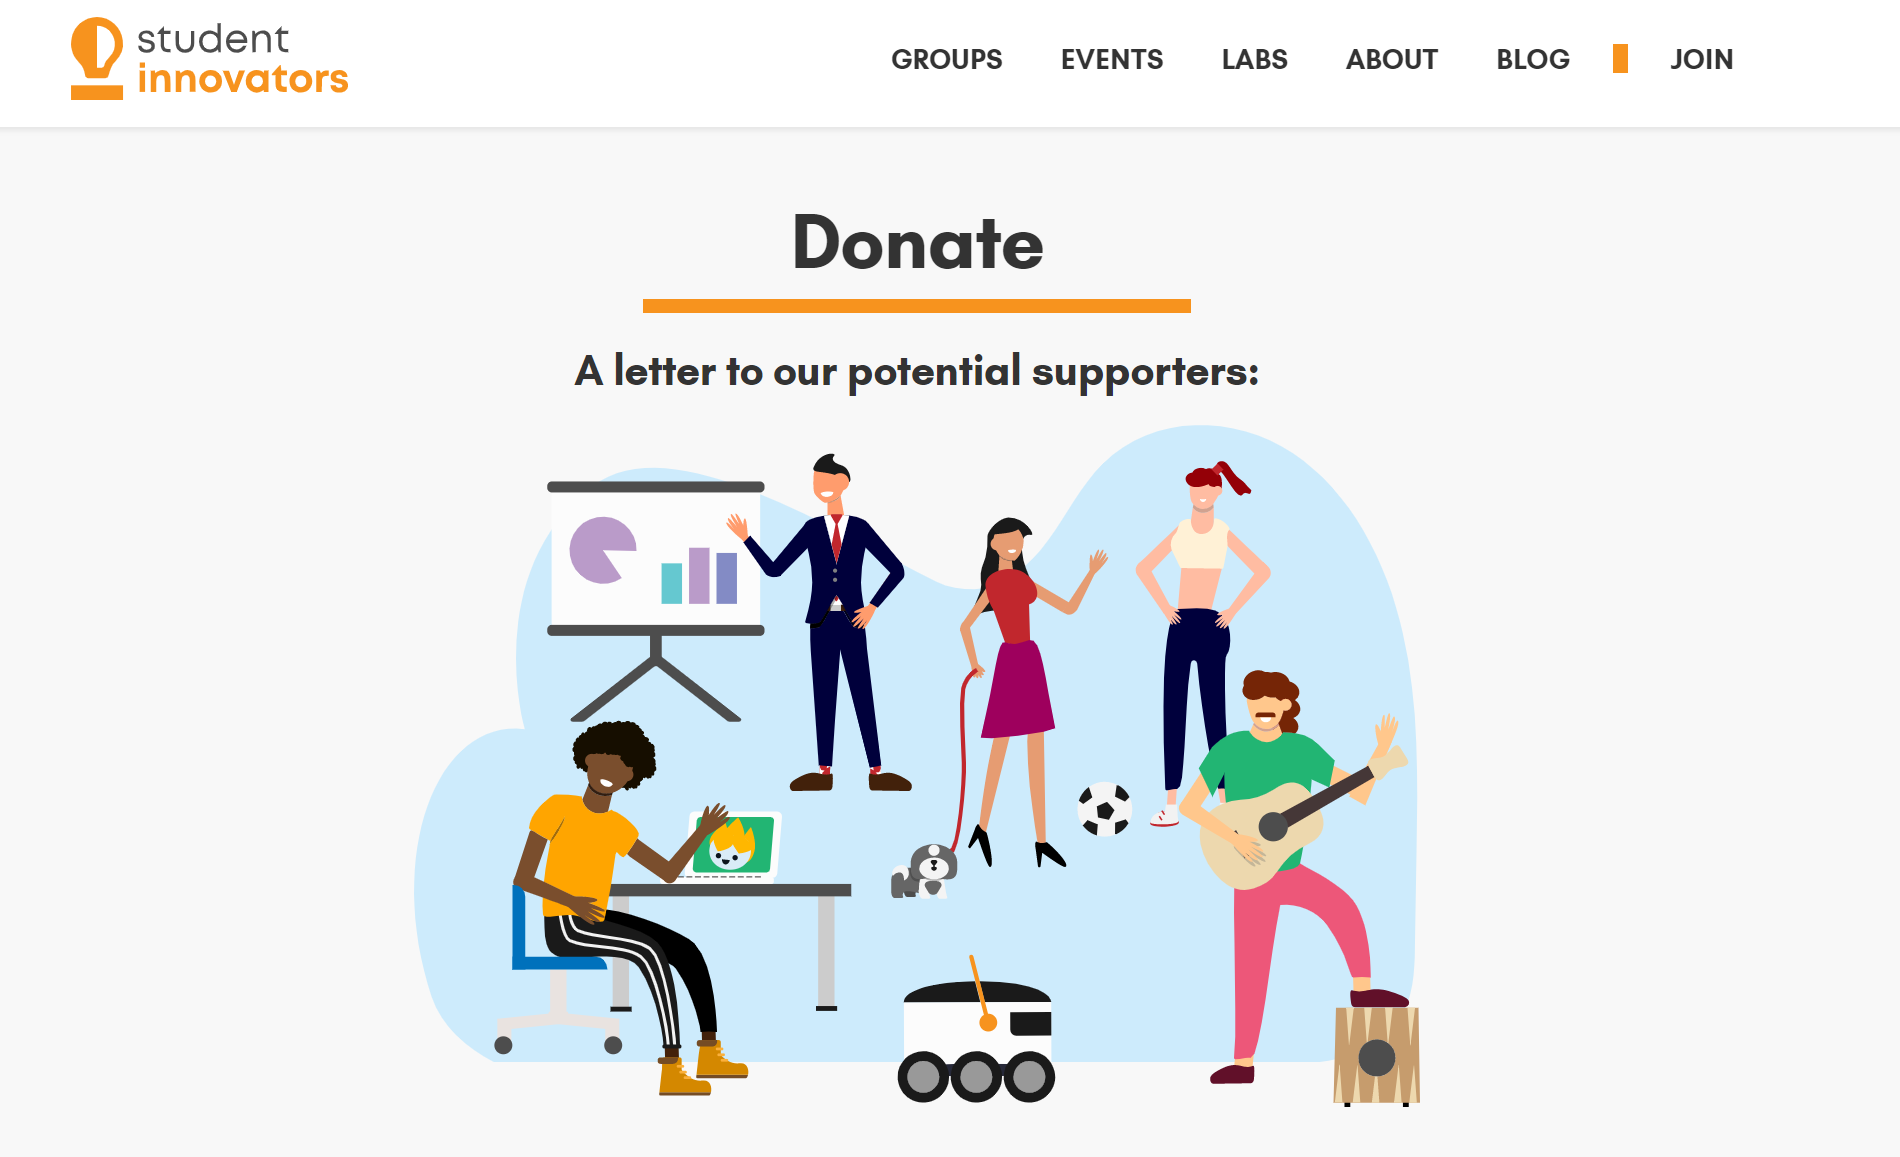 student
innovators
GROUPS EVENTS LABS ABOUT BLOG JOIN
Donate
A letter to our potential supporters: